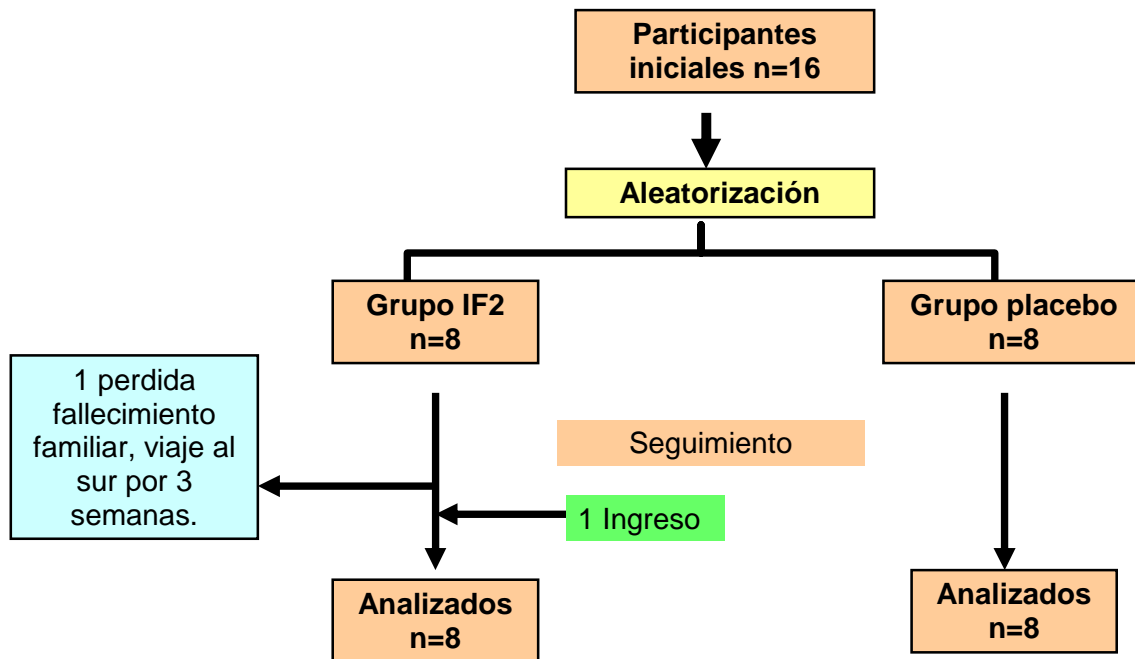 Participantes
iniciales n=16
Aleatorización
Grupo IF2
n=8
Grupo placebo
n=8
1 perdida
fallecimiento
familiar, viaje al
sur por 3
semanas.
Seguimiento
1 Ingreso
Analizados
n=8
Analizados
n=8